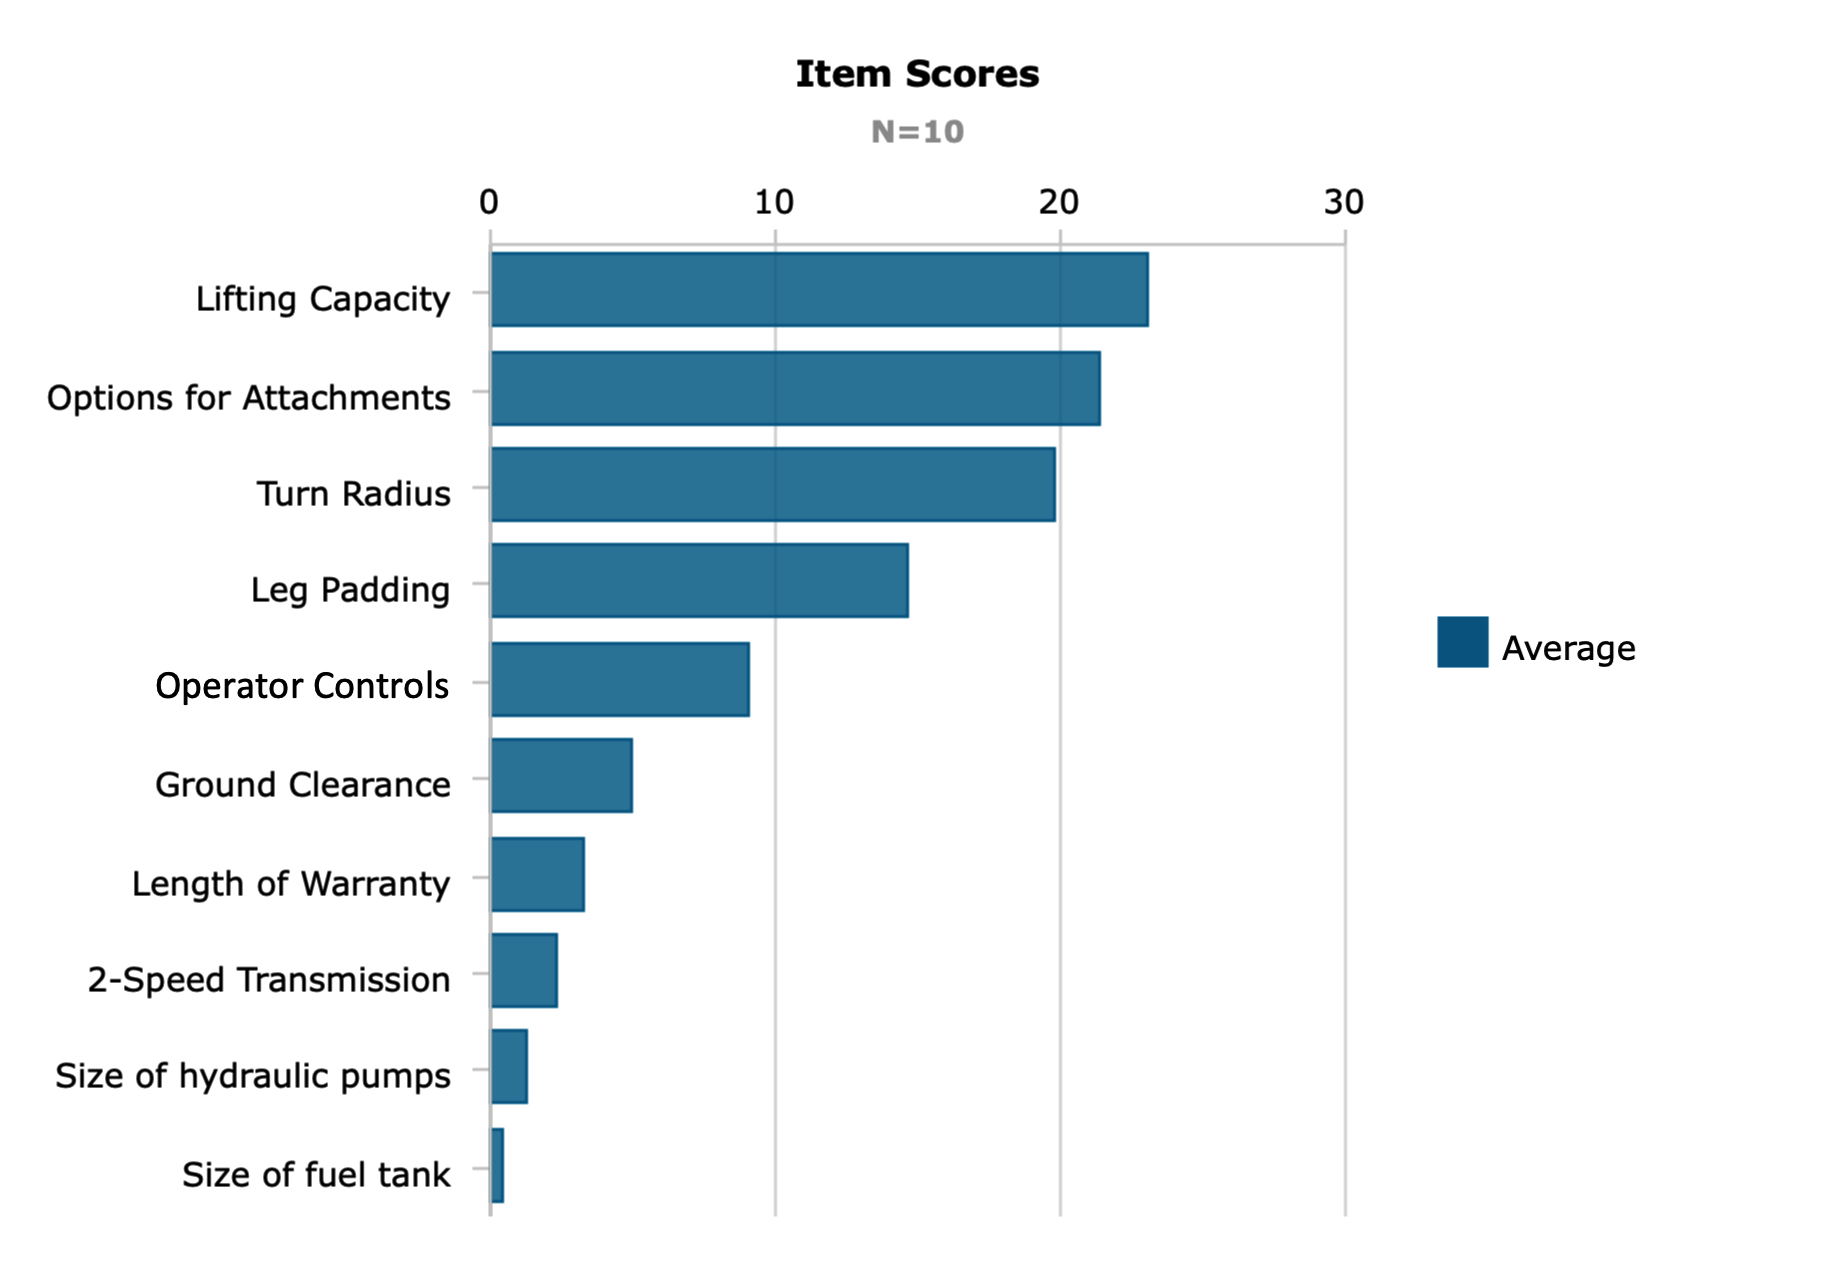 Item Scores
N=10
0 10 20 30
Lifting Capacity
Options for Attachments
Turn Radius
Leg Padding
Operator Controls
Ground Clearance
Length of Warranty
2-Speed Transmission
Size of hydraulic pumps
Size of fuel tank
Average